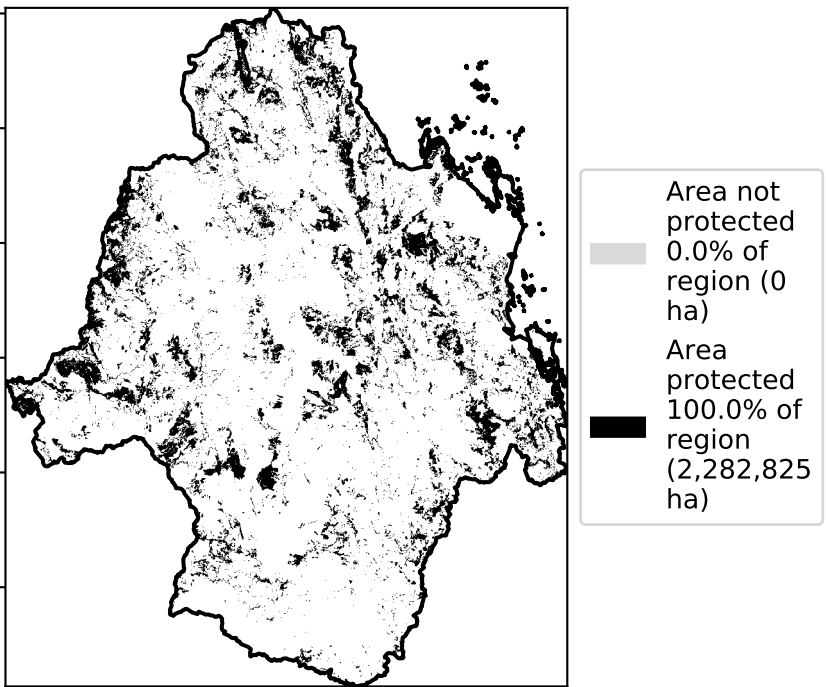 Area not
protected
0.0% of
region (0
ha)
Area
protected
100.0% of
region
(2,282,825
ha)